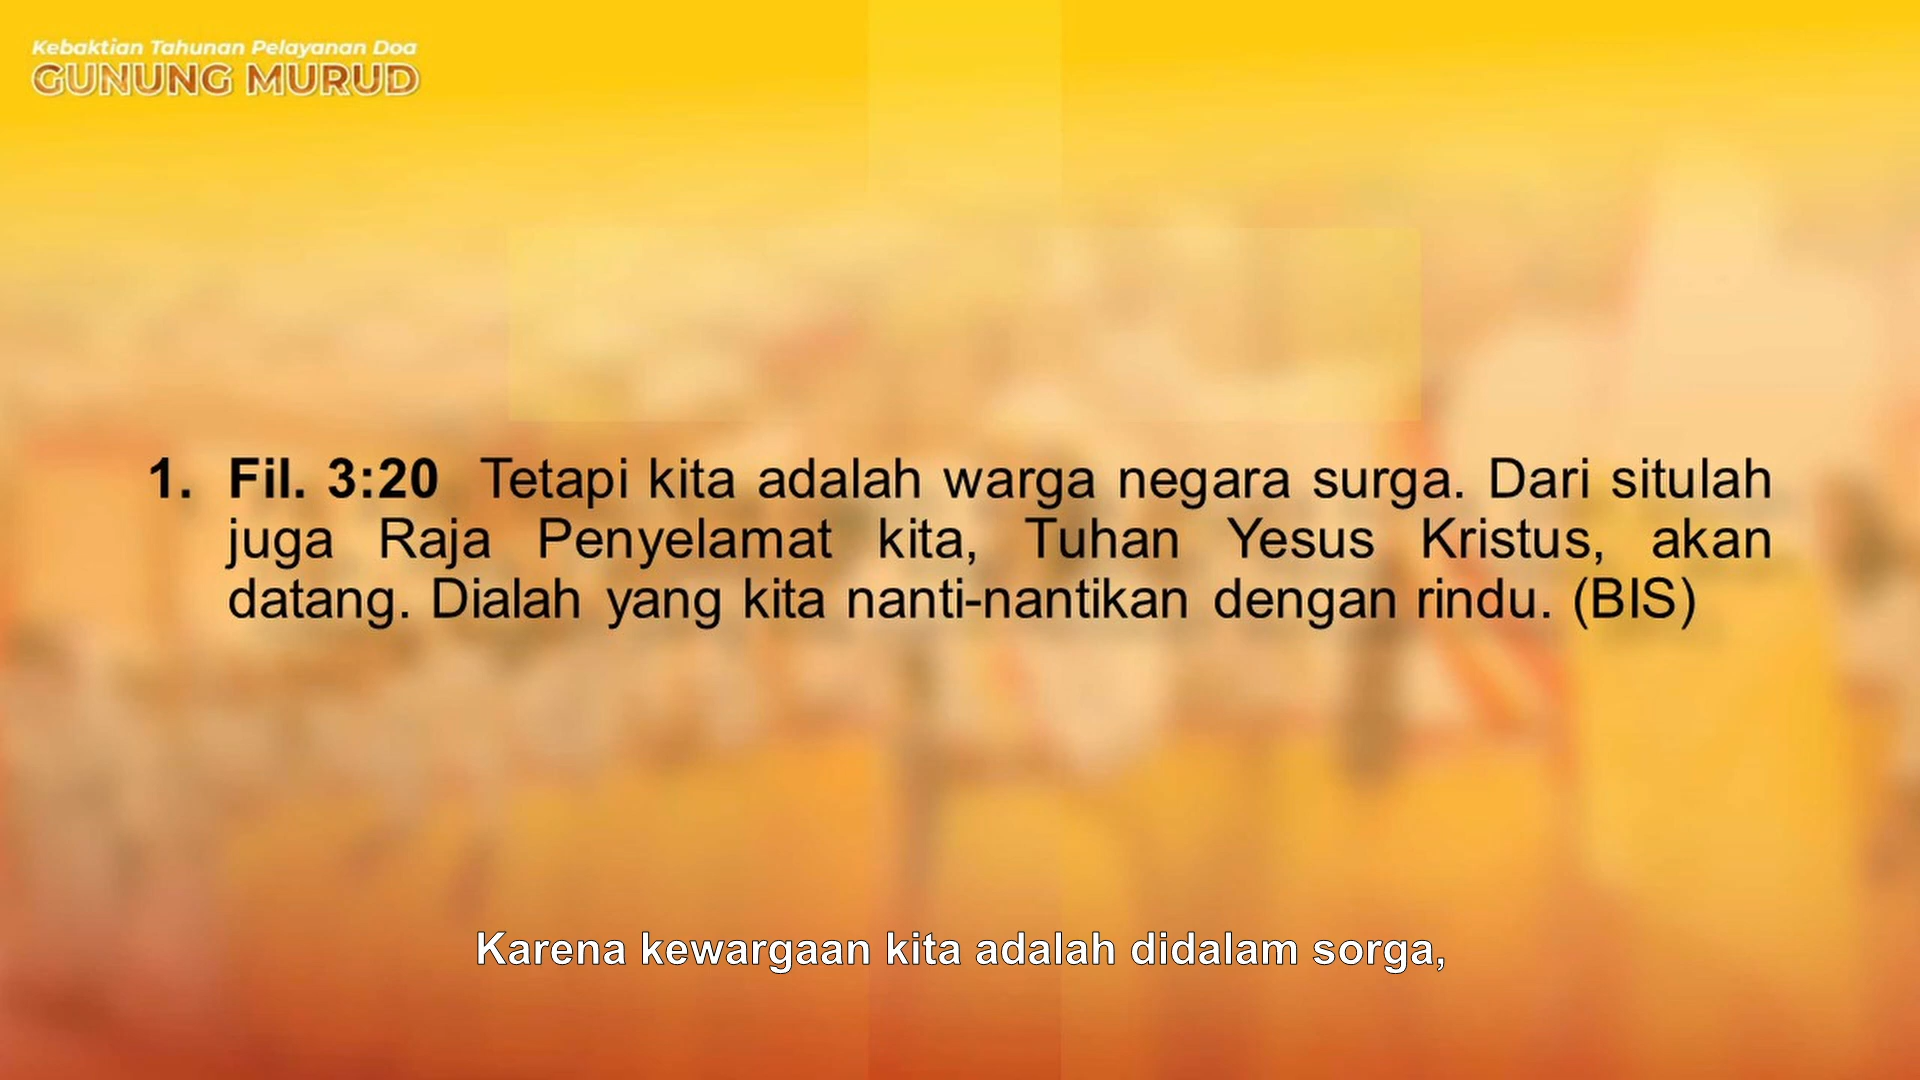 Kebaktian Tahunan Pelayanan Doa
GUNUNG MURUD
1. Fil. 3:20 Tetapi kita adalah warga negara surga. Dari situlah
juga Raja Penyelamat kita, Tuhan Yesus Kristus, akan
datang. Dialah yang kita nanti-nantikan dengan rindu. (BIS)
Karena kewargaan kita adalah didalam sorga,